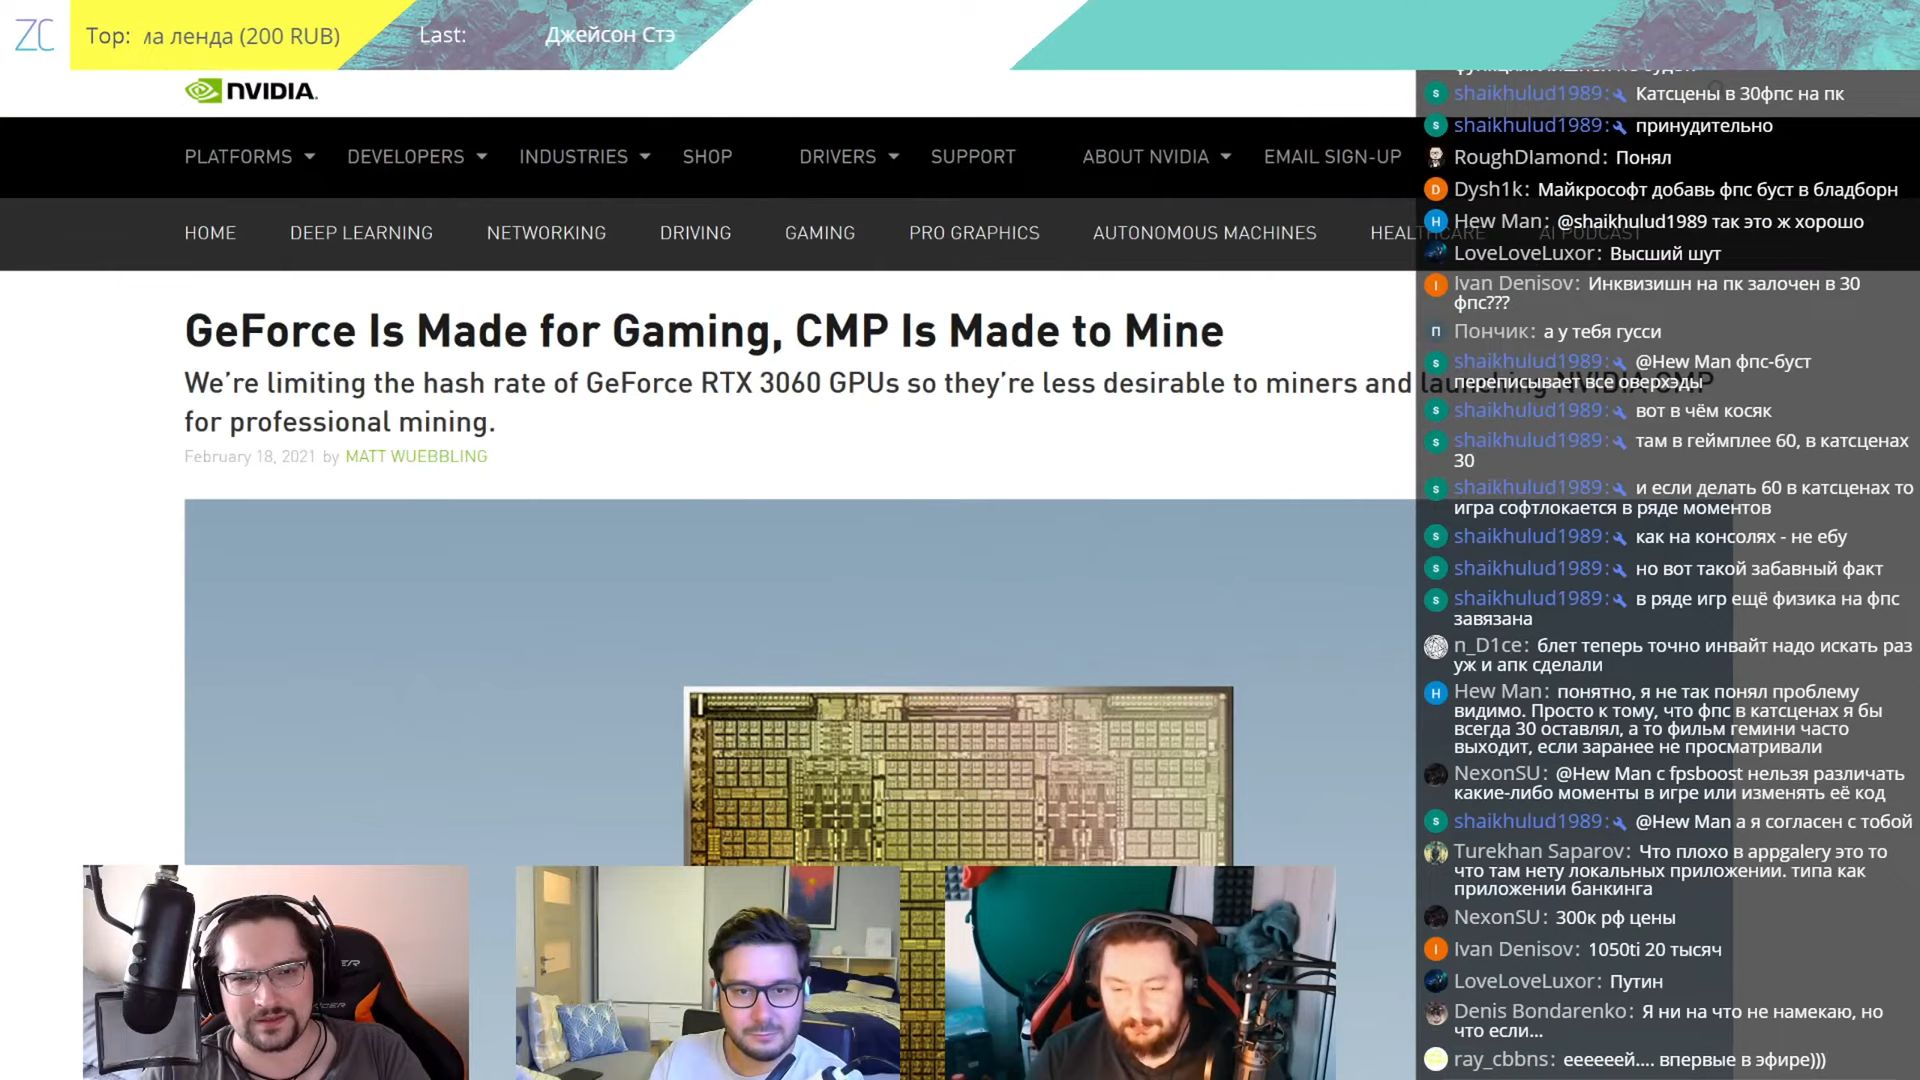 ZC
Top: ма ленда (200 RUB)
Last: Джейсон Стэ
NVIDIA.
PLATFORMS DEVELOPERS INDUSTRIES SHOP DRIVERS SUPPORT ABOUT NVIDIA EMAIL SIGN-UP
HOME DEEP LEARNING NETWORKING DRIVING GAMING PRO GRAPHICS AUTONOMOUS MACHINES HEALTHCARE AI PODCAST
GeForce Is Made for Gaming, CMP Is Made to Mine
We’re limiting the hash rate of GeForce RTX 3060 GPUs so they’re less desirable to miners and launching NVIDIA CMP
for professional mining.
February 18, 2021 by MATT WUEBBLING
shaikhulud1989: Катсцены в 30фпс на пк
shaikhulud1989: принудительно
RoughDIamond: Понял
Dysh1k: Майкрософт добавь фпс буст в бладборн
Hew Man: @shaikhulud1989 так это ж хорошо
LoveLoveLuxor: Высший шут
Ivan Denisov: Инквизишн на пк залочен в 30
фпс???
Пончик: а у тебя гусси
shaikhulud1989: @Hew Man фпс-буст
переписывает все оверхэды
shaikhulud1989: вот в чём косяк
shaikhulud1989: там в геймплее 60, в катсценах
30
shaikhulud1989: и если делать 60 в катсценах то
игра софтлокается в ряде моментов
shaikhulud1989: как на консолях - не ебу
shaikhulud1989: но вот такой забавный факт
shaikhulud1989: в ряде игр ещё физика на фпс
завязана
n_D1ce: блет теперь точно инвайт надо искать раз
уж и апк сделали
Hew Man: понятно, я не так понял проблему
видимо. Просто к тому, что фпс в катсценах я бы
всегда 30 оставлял, а то фильм гемини часто
выходит, если заранее не просматривали
NexonSU: @Hew Man с fpsboost нельзя различать
какие-либо моменты в игре или изменять её код
shaikhulud1989: @Hew Man а я согласен с тобой
Turekhan Saparov: Что плохо в appgalery это то
что там нету локальных приложении. типа как
приложении банкинга
NexonSU: 300к рф цены
Ivan Denisov: 1050ti 20 тысяч
LoveLoveLuxor: Путин
Denis Bondarenko: Я ни на что не намекаю, но
что если...
ray_cbbns: еееееей.... впервые в эфире)))